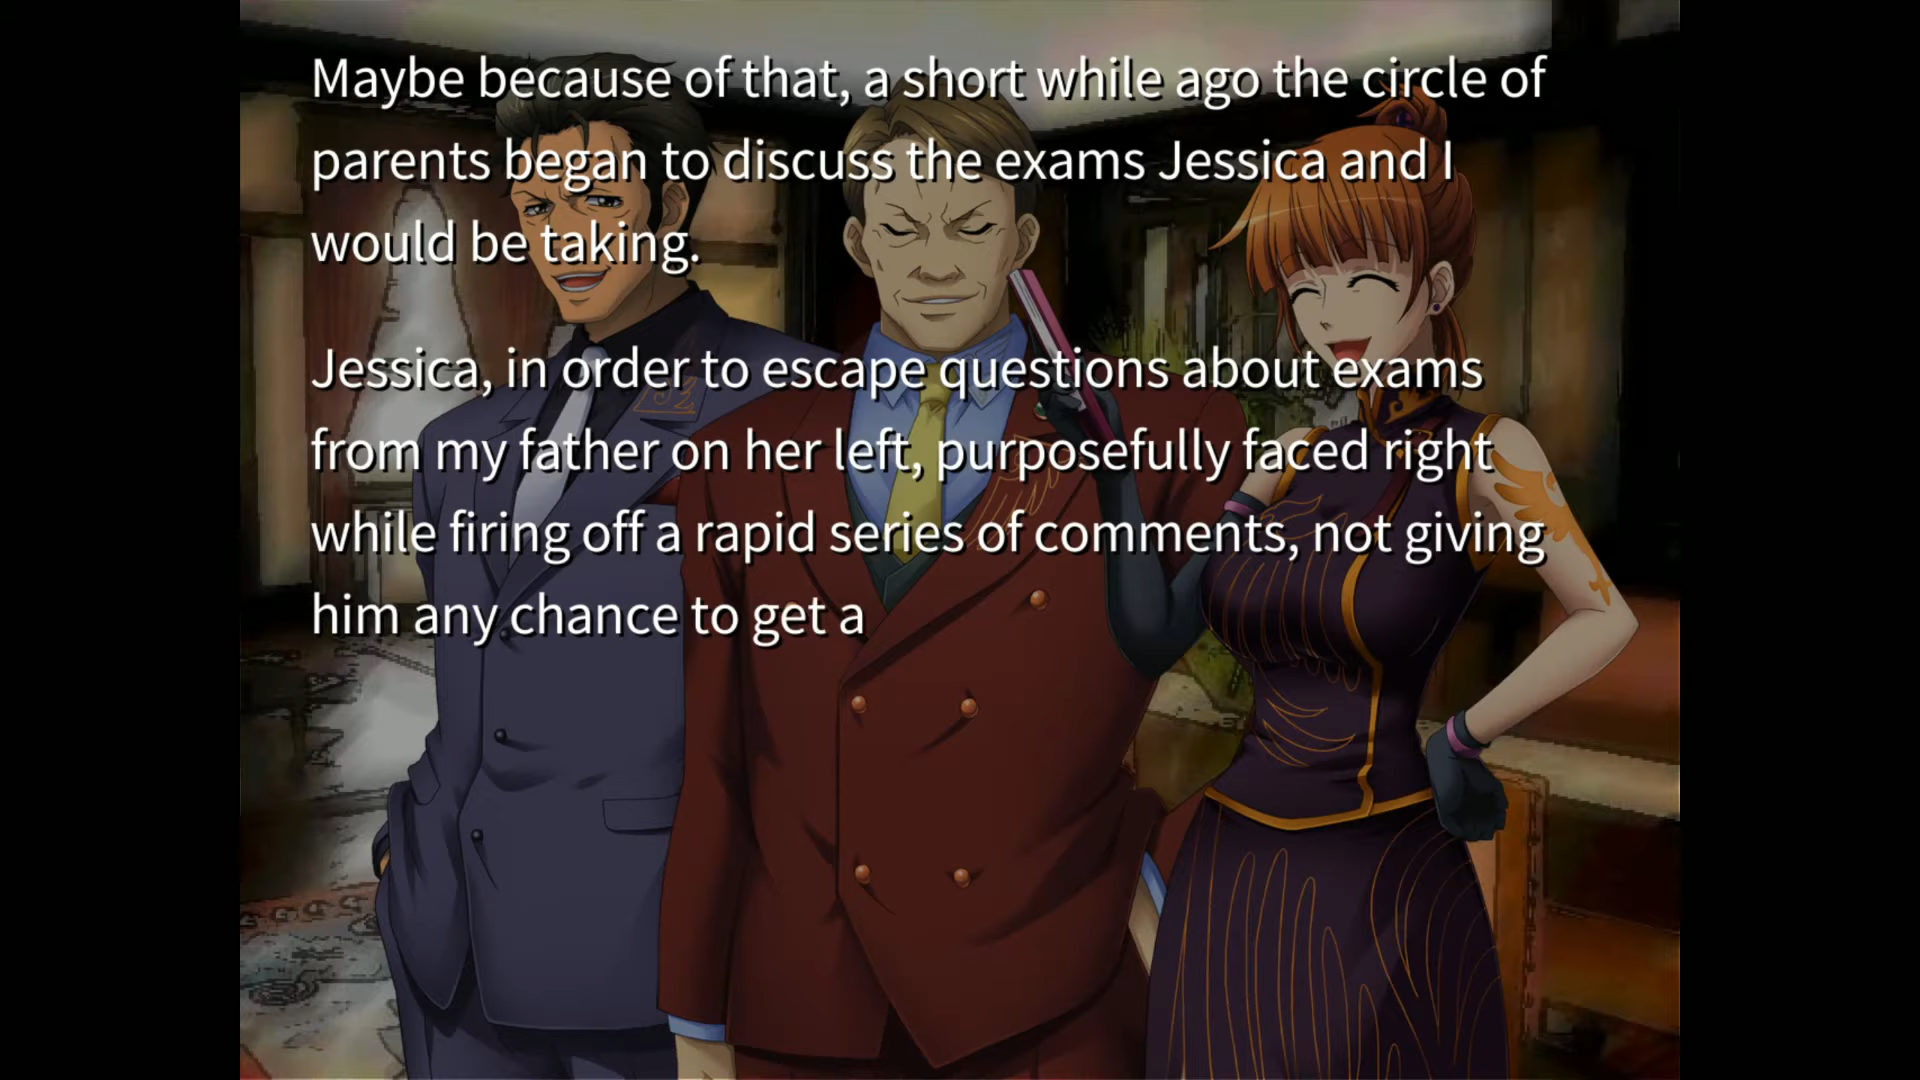 Maybe because of that, a short while ago the circle of
parents began to discuss the exams Jessica and I
would be taking.
Jessica, in order to escape questions about exams
from my father on her left, purposefully faced right
while firing off a rapid series of comments, not giving
him any chance to get a